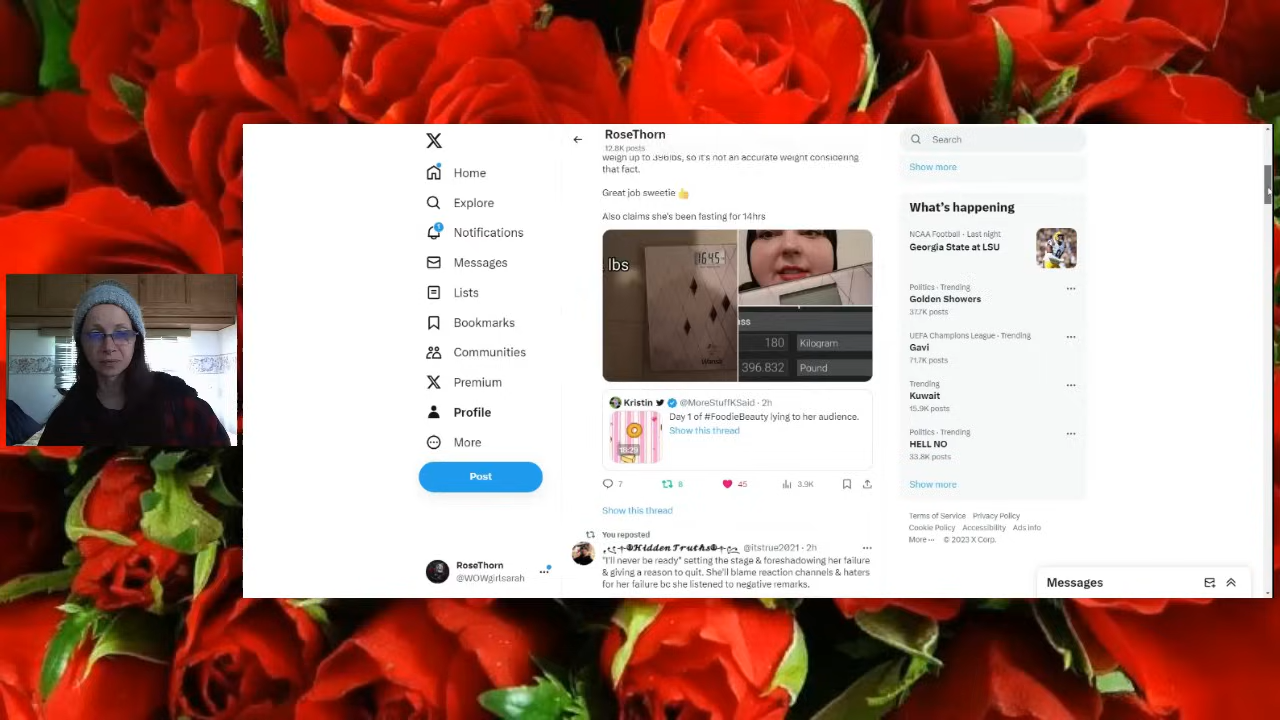 X
Home
Explore
1
Notifications
Messages
Lists
Bookmarks
Communities
X
Premium
Profile
More
Post
RoseThorn
@WOWgirlsarah
RoseThorn
12.8K posts
weigh up to 396lbs, so it's not an accurate weight considering
that fact.
Great job sweetie 👍
Also claims she's been fasting for 14hrs
lbs
1645
ss
180 Kilogram
396.832 Pound
Kristin @MoreStuffKSaid · 2h
Day 1 of #FoodieBeauty lying to her audience.
Show this thread
18:29
7 8 45 3.9K
Show this thread
You reposted
HiddenTruths @itstrue2021 · 2h
"I'll never be ready" setting the stage & foreshadowing her failure
& giving a reason to quit. She'll blame reaction channels & haters
for her failure bc she listened to negative remarks.
Search
Show more
What's happening
NCAA Football · Last night
Georgia State at LSU
Politics · Trending
Golden Showers
37.7K posts
UEFA Champions League · Trending
Gavi
71.7K posts
Trending
Kuwait
15.9K posts
Politics · Trending
HELL NO
33.8K posts
Show more
Terms of Service Privacy Policy
Cookie Policy Accessibility Ads info
More ··· © 2023 X Corp.
Messages